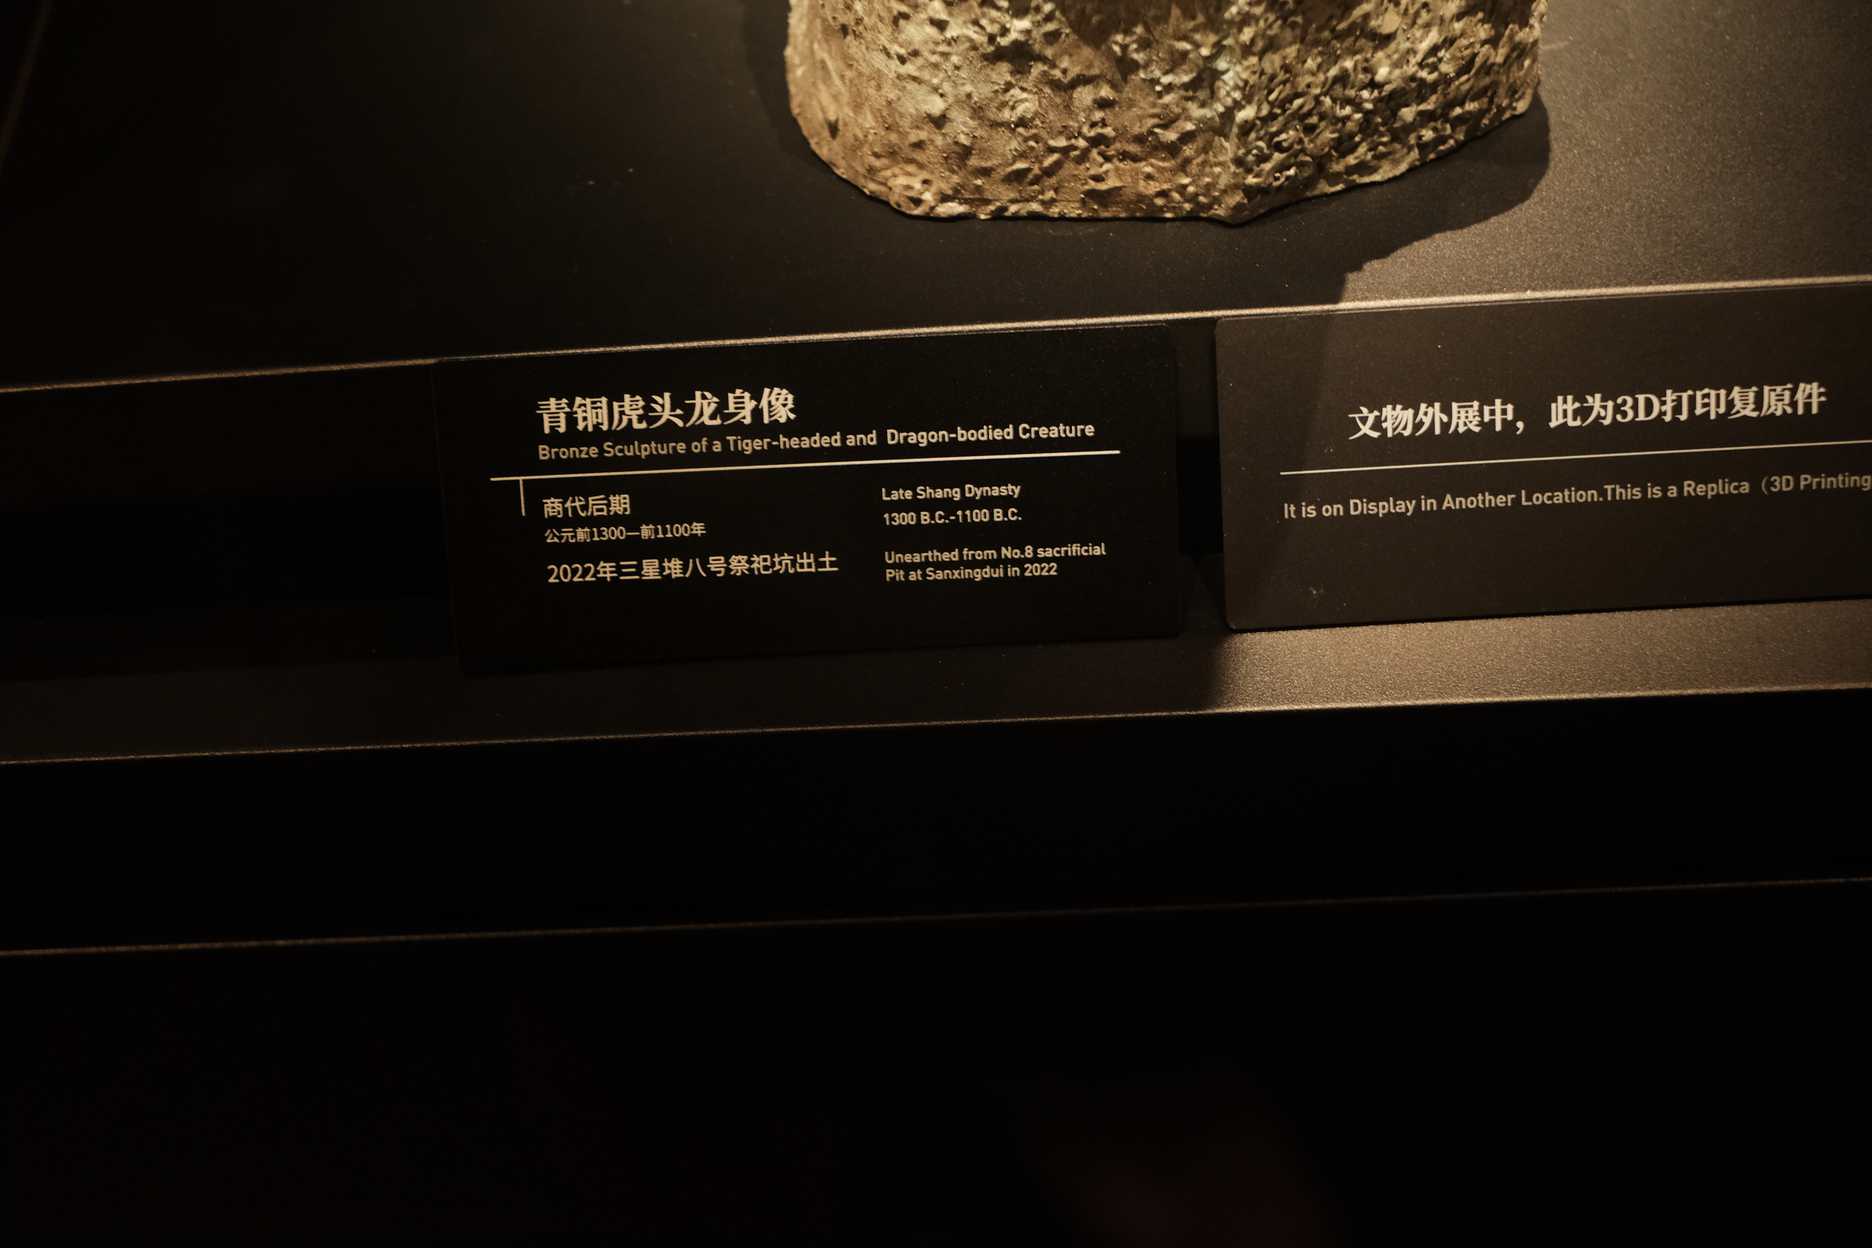 青铜虎头龙身像
Bronze Sculpture of a Tiger-headed and Dragon-bodied Creature
商代后期
公元前1300—前1100年
2022年三星堆八号祭祀坑出土
Late Shang Dynasty
1300 B.C.-1100 B.C.
Unearthed from No.8 sacrificial
Pit at Sanxingdui in 2022
文物外展中，此为3D打印复原件
It is on Display in Another Location.This is a Replica（3D Printing